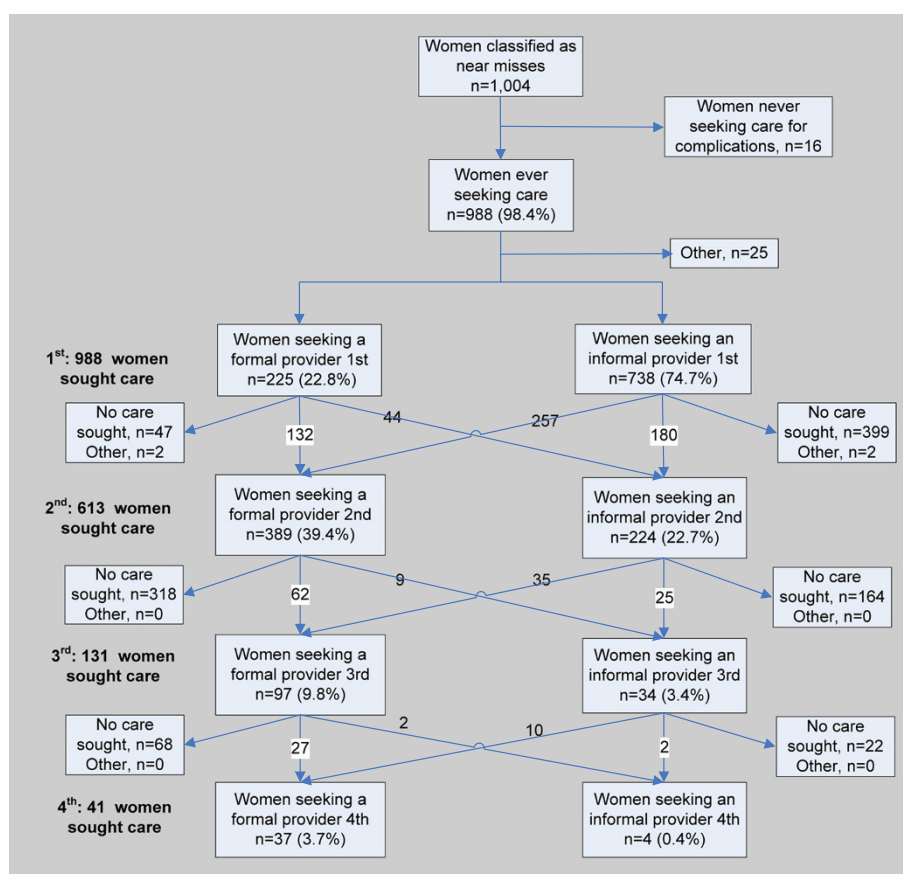 Women classified as
near misses
n=1,004
Women never
seeking care for
complications, n=16
Women ever
seeking care
n=988 (98.4%)
Other, n=25
1st: 988 women
sought care
Women seeking a
formal provider 1st
n=225 (22.8%)
Women seeking an
informal provider 1st
n=738 (74.7%)
No care
sought, n=47
Other, n=2
132
44
257
180
No care
sought, n=399
Other, n=2
2nd: 613 women
sought care
Women seeking a
formal provider 2nd
n=389 (39.4%)
Women seeking an
informal provider 2nd
n=224 (22.7%)
No care
sought, n=318
Other, n=0
62
9
35
25
No care
sought, n=164
Other, n=0
3rd: 131 women
sought care
Women seeking a
formal provider 3rd
n=97 (9.8%)
Women seeking an
informal provider 3rd
n=34 (3.4%)
No care
sought, n=68
Other, n=0
27
2
10
2
No care
sought, n=22
Other, n=0
4th: 41 women
sought care
Women seeking a
formal provider 4th
n=37 (3.7%)
Women seeking an
informal provider 4th
n=4 (0.4%)